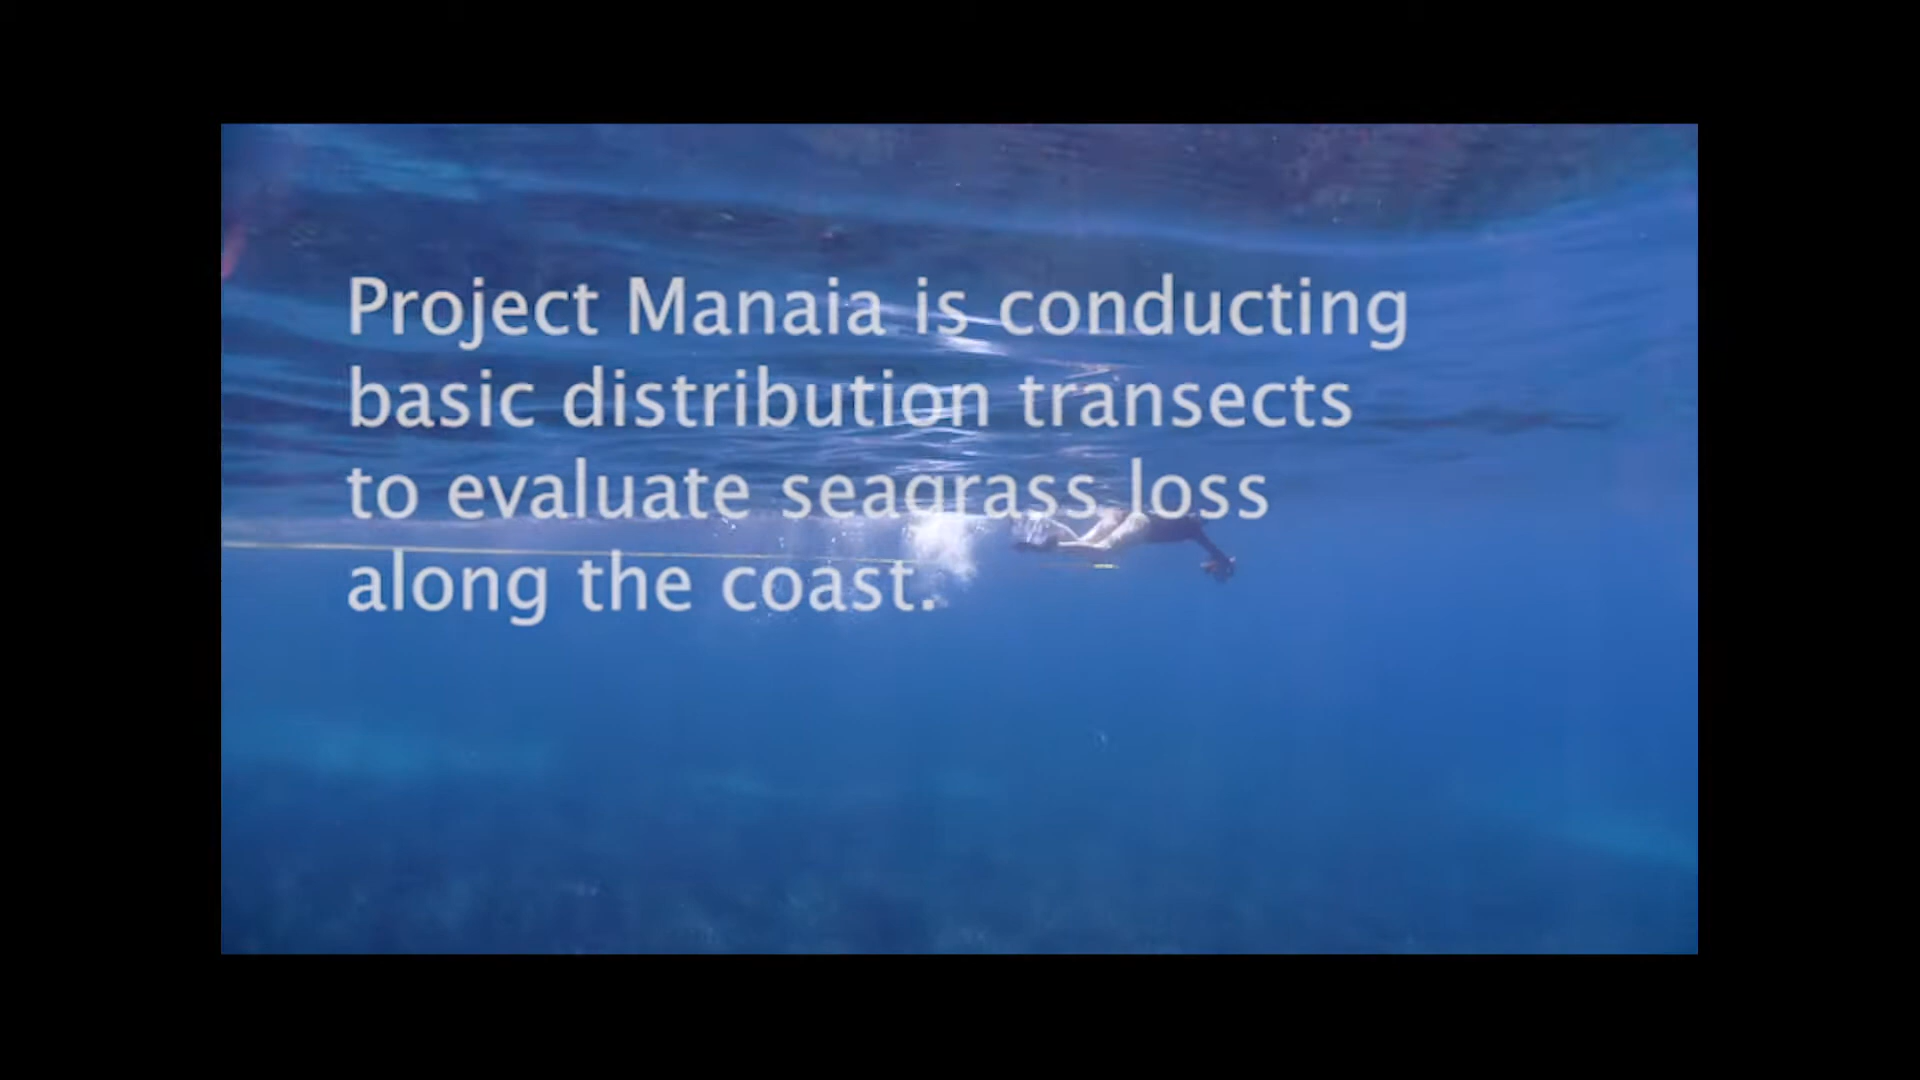 Project Manaia is conducting
basic distribution transects
to evaluate seagrass loss
along the coast.